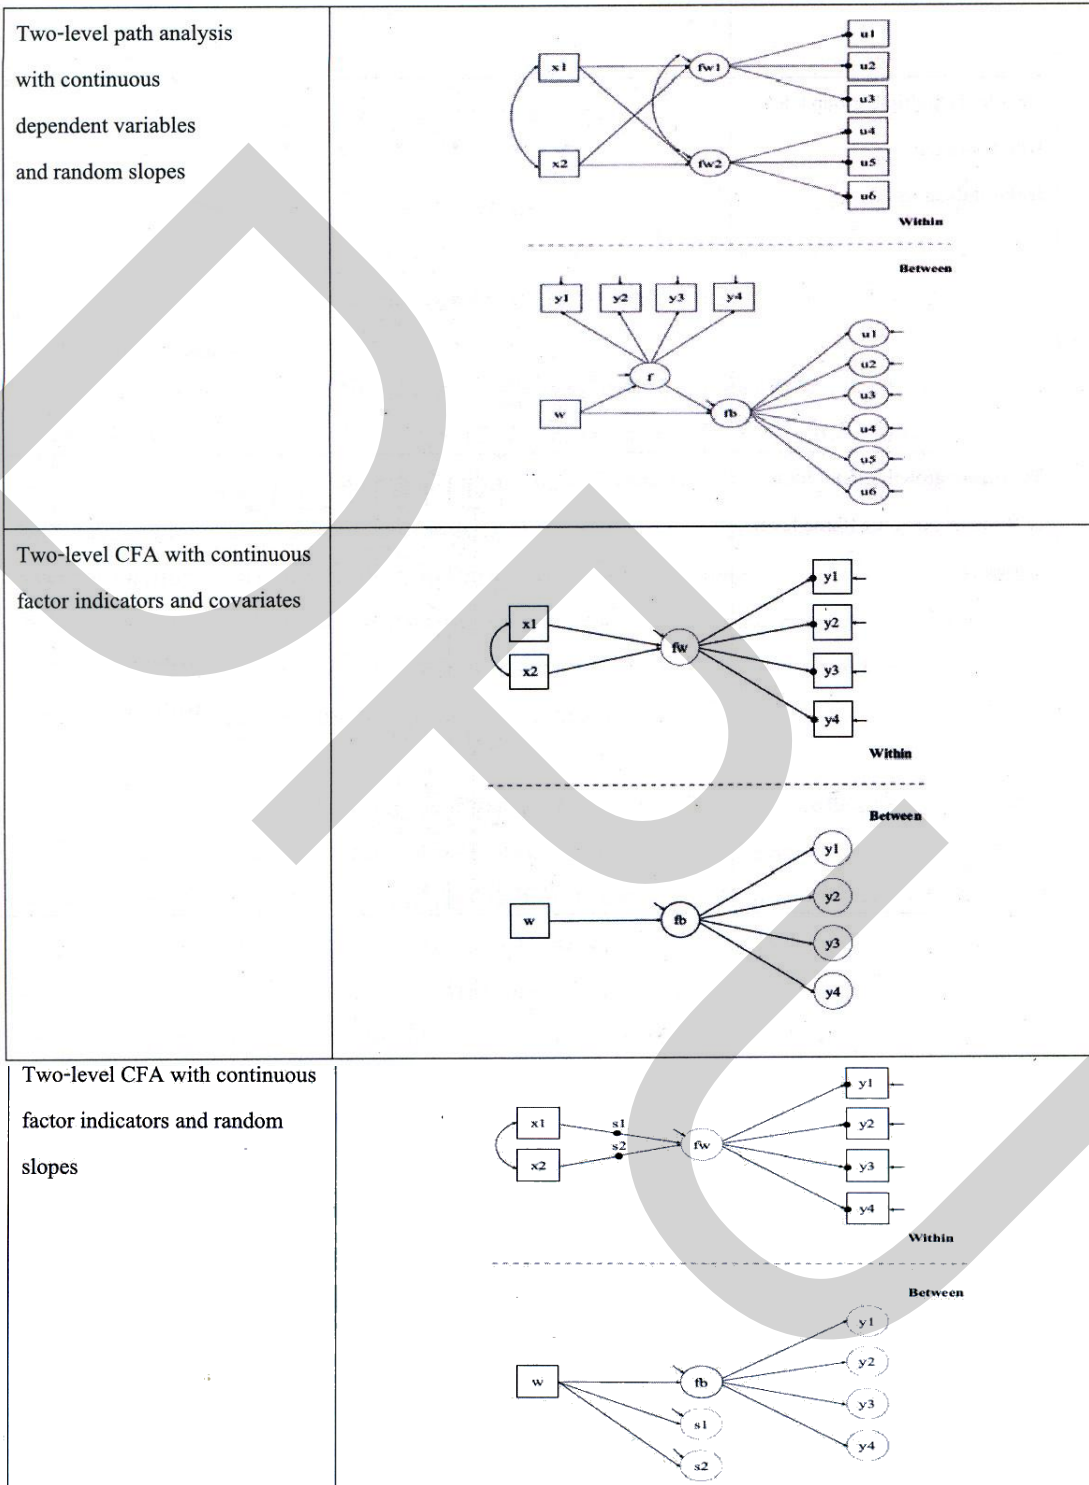 Two-level path analysis
with continuous
dependent variables
and random slopes
x1
x2
fw1
fw2
u1
u2
u3
u4
u5
u6
Within
Between
y1
y2
y3
y4
f
w
fb
u1
u2
u3
u4
u5
u6
Two-level CFA with continuous
factor indicators and covariates
x1
x2
fw
y1
y2
y3
y4
Within
Between
w
fb
y1
y2
y3
y4
Two-level CFA with continuous
factor indicators and random
slopes
x1
x2
s1
s2
fw
y1
y2
y3
y4
Within
Between
w
fb
s1
s2
y1
y2
y3
y4
DPU